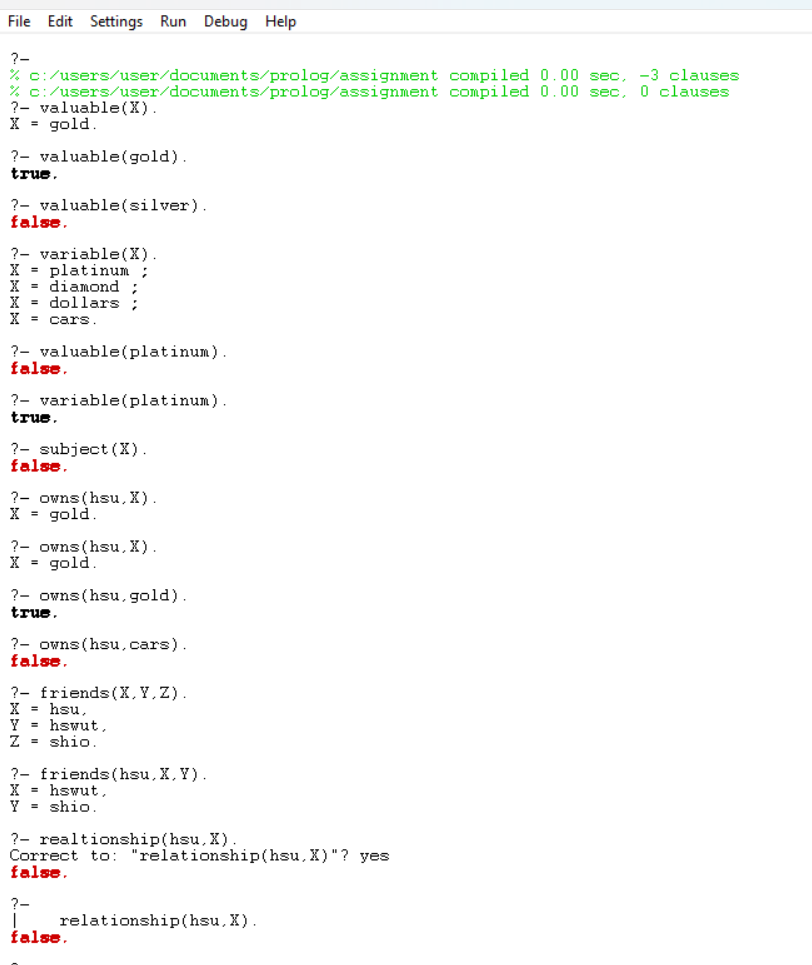 File Edit Settings Run Debug Help
?-
% c:/users/user/documents/prolog/assignment compiled 0.00 sec, -3 clauses
% c:/users/user/documents/prolog/assignment compiled 0.00 sec, 0 clauses
?- valuable(X).
X = gold.
?- valuable(gold).
true.
?- valuable(silver).
false.
?- variable(X).
X = platinum ;
X = diamond ;
X = dollars ;
X = cars.
?- valuable(platinum).
false.
?- variable(platinum).
true.
?- subject(X).
false.
?- owns(hsu,X).
X = gold.
?- owns(hsu,X).
X = gold.
?- owns(hsu,gold).
true.
?- owns(hsu,cars).
false.
?- friends(X,Y,Z).
X = hsu,
Y = hswut,
Z = shio.
?- friends(hsu,X,Y).
X = hswut,
Y = shio.
?- realtionship(hsu,X).
Correct to: "relationship(hsu,X)"? yes
false.
?-
| relationship(hsu,X).
false.